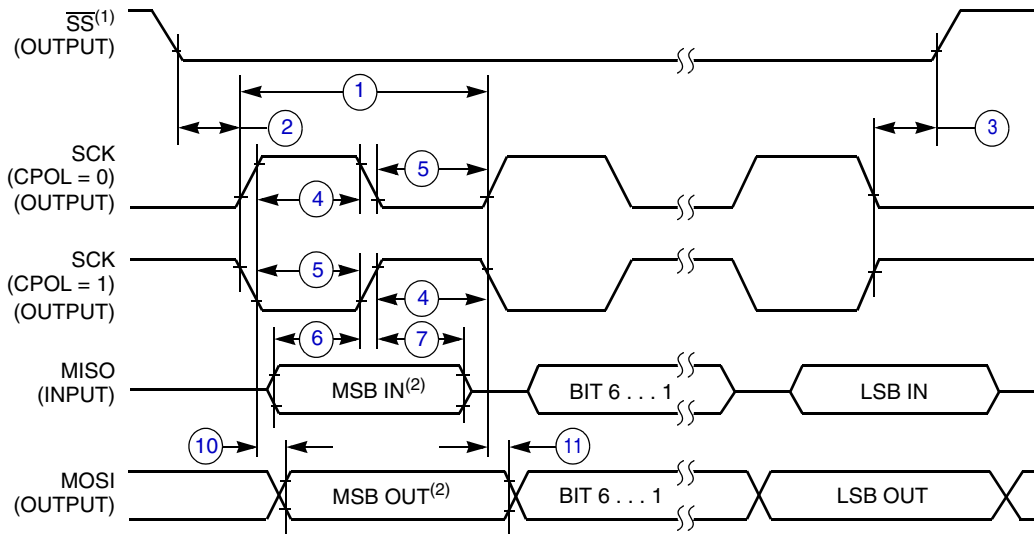 SS(1)
(OUTPUT)
1
2
3
SCK
(CPOL = 0)
(OUTPUT)
5
4
SCK
(CPOL = 1)
(OUTPUT)
5
4
6
7
MISO
(INPUT)
MSB IN(2)
BIT 6 . . . 1
LSB IN
10
11
MOSI
(OUTPUT)
MSB OUT(2)
BIT 6 . . . 1
LSB OUT